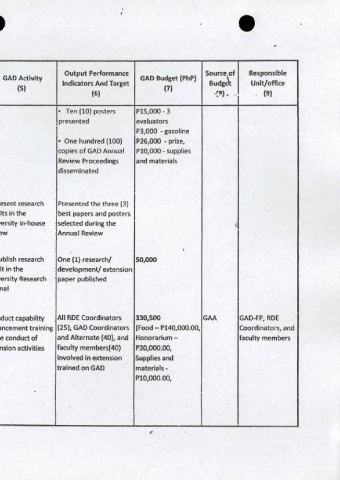 GAD Activity
(5)
Output Performance
Indicators And Target
(6)
GAD Budget (PhP)
(7)
Source of
Budget
(8)
Responsible
Unit/office
(9)
• Ten (10) posters
presented
• One hundred (100)
copies of GAD Annual
Review Proceedings
disseminated
P15,000 - 3
evaluators
P3,000 - gasoline
P26,000 - prize,
P10,000 - supplies
and materials
esent research
lts in the
versity in-house
ew
Presented the three (3)
best papers and posters
selected during the
Annual Review
ublish research
lt in the
versity Research
nal
One (1) research/
development/ extension
paper published
50,000
duct capability
ancement training
e conduct of
nsion activities
All RDE Coordinators
(25), GAD Coordinators
and Alternate (40), and
faculty members(40)
involved in extension
trained on GAD
330,500
(Food – P140,000.00,
Honorarium –
P30,000.00,
Supplies and
materials -
P10,000.00,
GAA
GAD-FP, RDE
Coordinators, and
faculty members